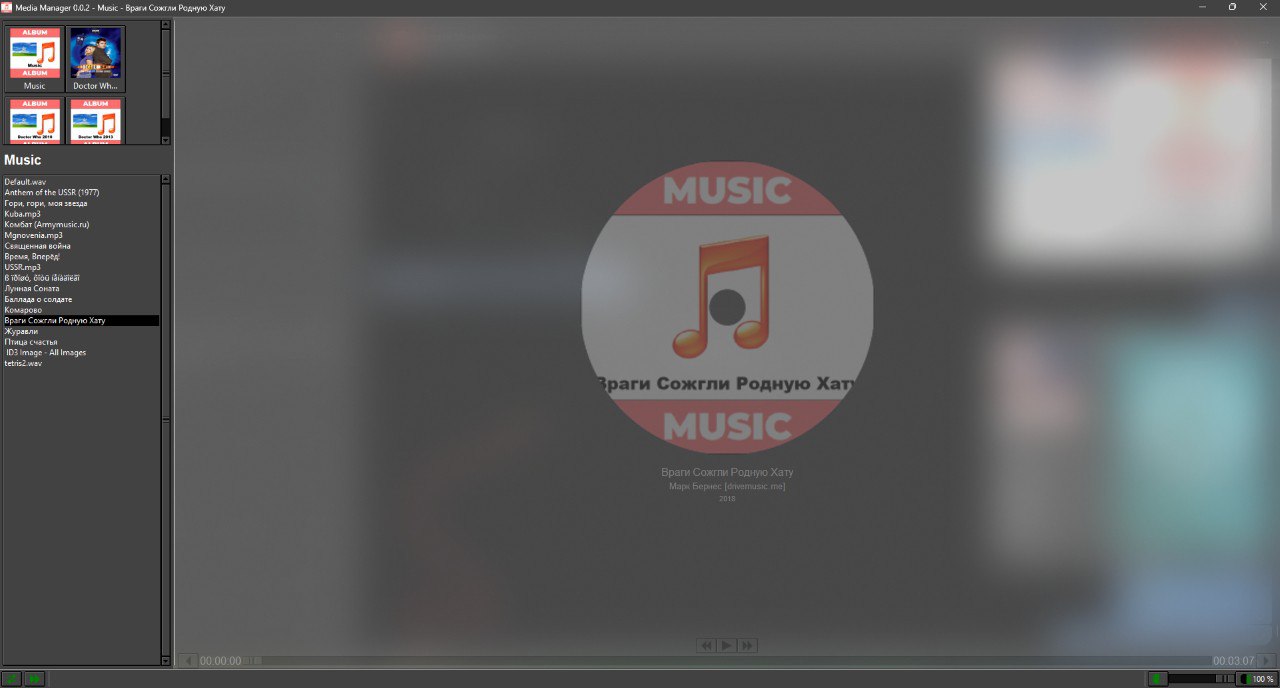 Media Manager 0.0.2 - Music - Враги Сожгли Родную Хату
ALBUM
Music
ALBUM
Music
Doctor Wh...
ALBUM
Doctor Who 2010
ALBUM
ALBUM
Doctor Who 2013
ALBUM
Music
Default.wav
Anthem of the USSR (1977)
Гори, гори, моя звезда
Kuba.mp3
Комбат (Armymusic.ru)
Mgnovenia.mp3
Священная война
Время, Вперёд!
USSR.mp3
Лунная Соната
Баллада о солдате
Комарово
Враги Сожгли Родную Хату
Журавли
Птица счастья
ID3 Image - All Images
tetris2.wav
MUSIC
Враги Сожгли Родную Хату
MUSIC
Враги Сожгли Родную Хату
Марк Бернес [drivemusic.me]
2018
00:00:00
00:03:07
100 %